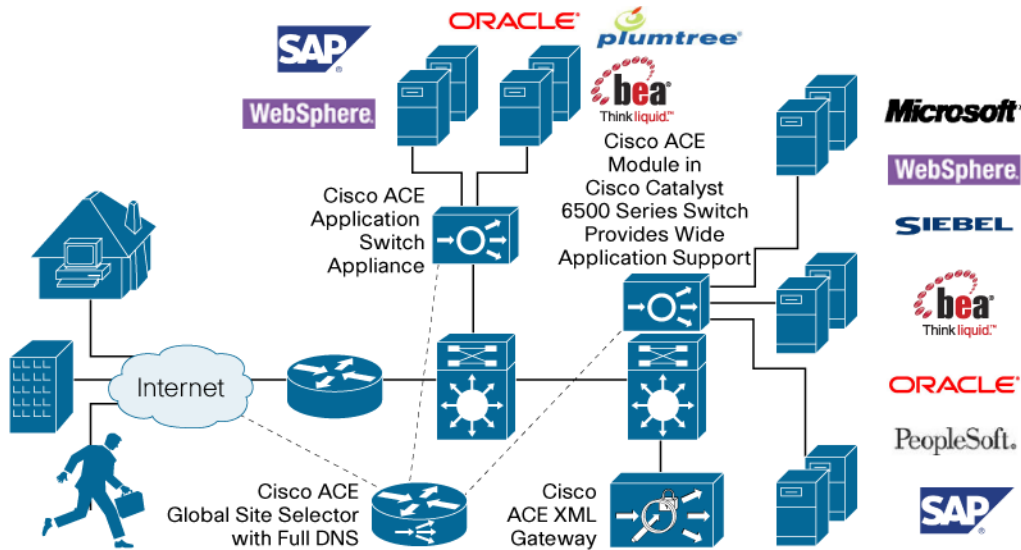 SAP
ORACLE
plumtree
WebSphere.
bea
Think liquid.™
Cisco ACE
Application
Switch
Appliance
Cisco ACE
Module in
Cisco Catalyst
6500 Series Switch
Provides Wide
Application Support
Microsoft
WebSphere.
SIEBEL
bea
Think liquid.™
ORACLE
PeopleSoft.
SAP
Internet
Cisco ACE
Global Site Selector
with Full DNS
Cisco
ACE XML
Gateway